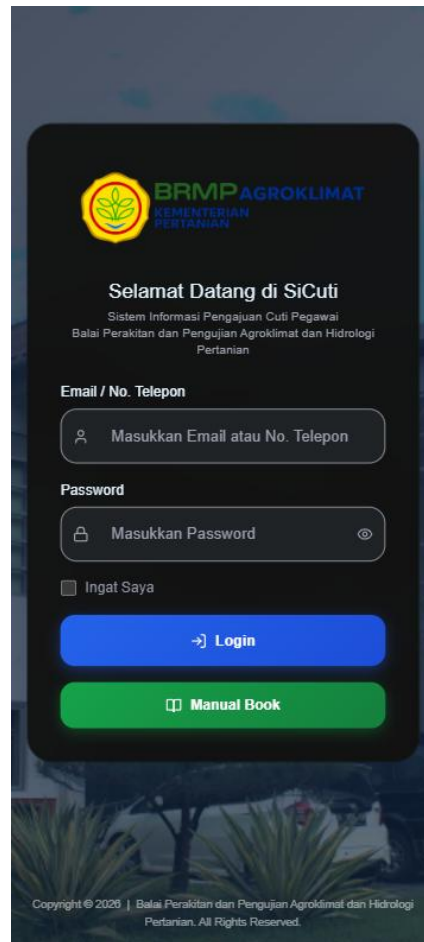 BRMP AGROKLIMAT
KEMENTERIAN
PERTANIAN
Selamat Datang di SiCuti
Sistem Informasi Pengajuan Cuti Pegawai
Balai Perakitan dan Pengujian Agroklimat dan Hidrologi
Pertanian
Email / No. Telepon
Masukkan Email atau No. Telepon
Password
Masukkan Password
Ingat Saya
Login
Manual Book
Copyright © 2026 | Balai Perakitan dan Pengujian Agroklimat dan Hidrologi
Pertanian. All Rights Reserved.